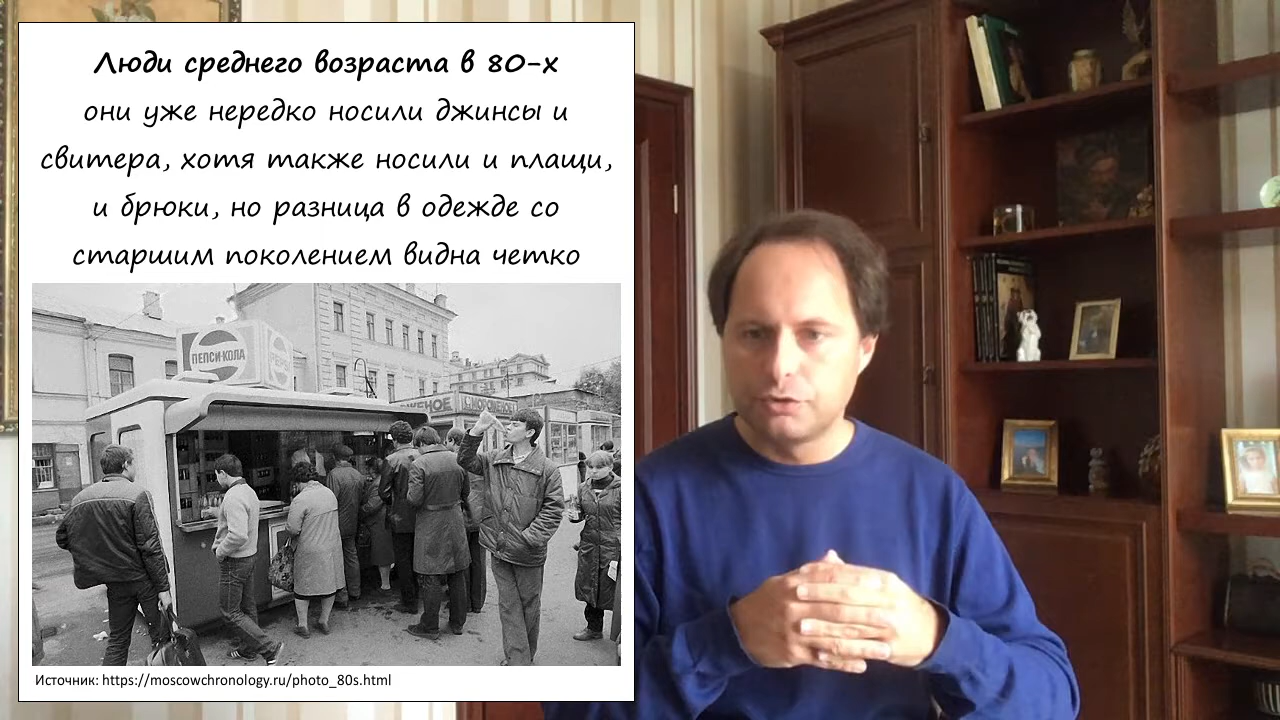 Люди среднего возраста в 80-х
они уже нередко носили джинсы и
свитера, хотя также носили и плащи,
и брюки, но разница в одежде со
старшим поколением видна четко
ПЕПСИ-КОЛА
Источник: https://moscowchronology.ru/photo_80s.html